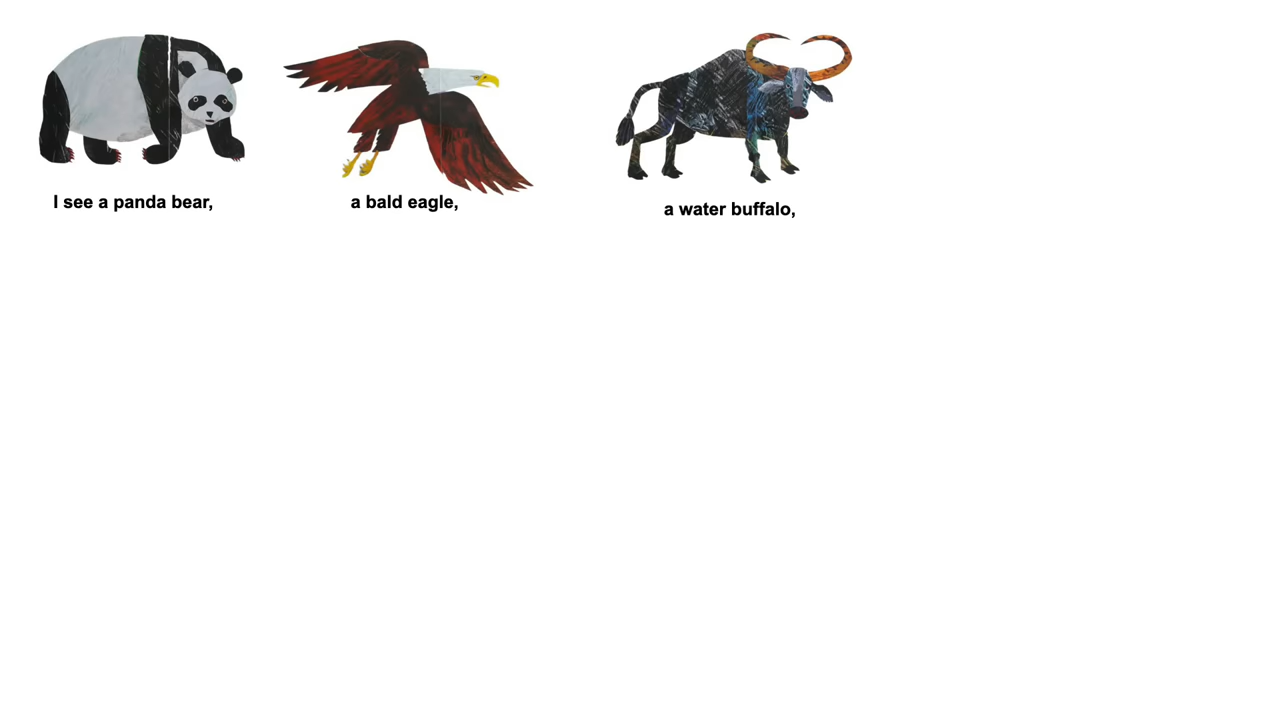 I see a panda bear,
a bald eagle,
a water buffalo,